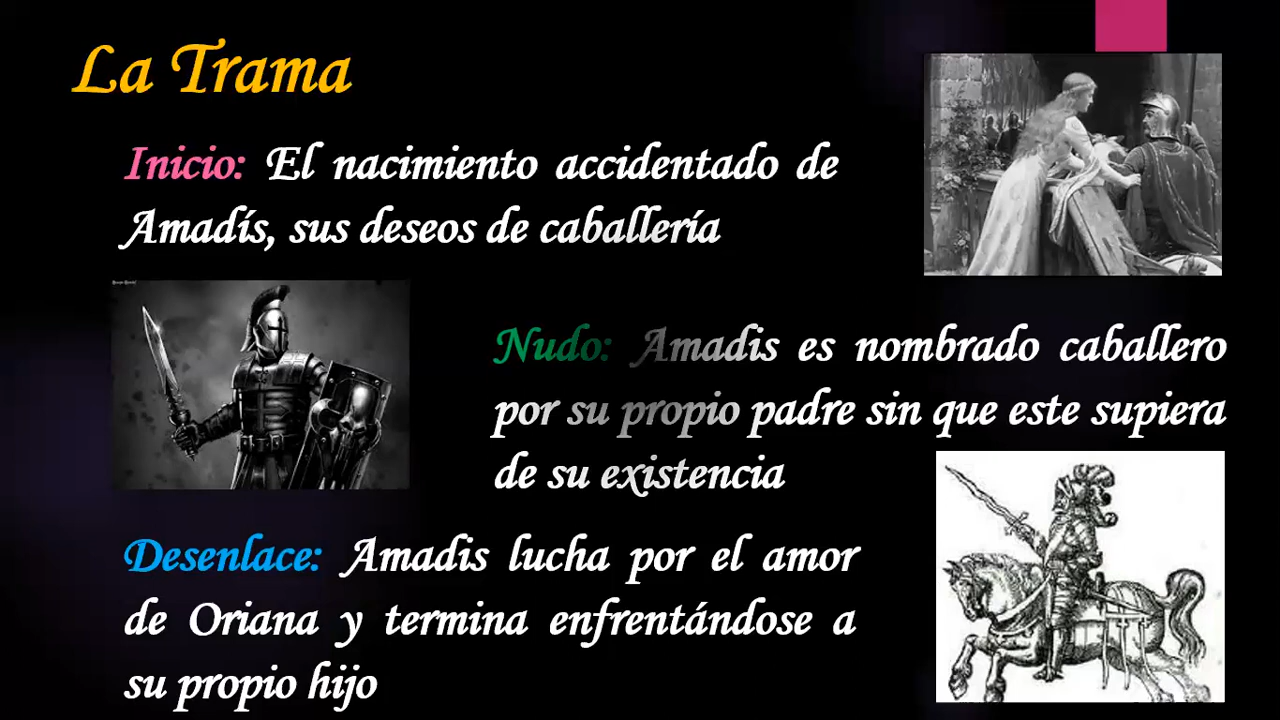 La Trama
Inicio: El nacimiento accidentado de
Amadís, sus deseos de caballería
Nudo: Amadis es nombrado caballero
por su propio padre sin que este supiera
de su existencia
Desenlace: Amadis lucha por el amor
de Oriana y termina enfrentándose a
su propio hijo